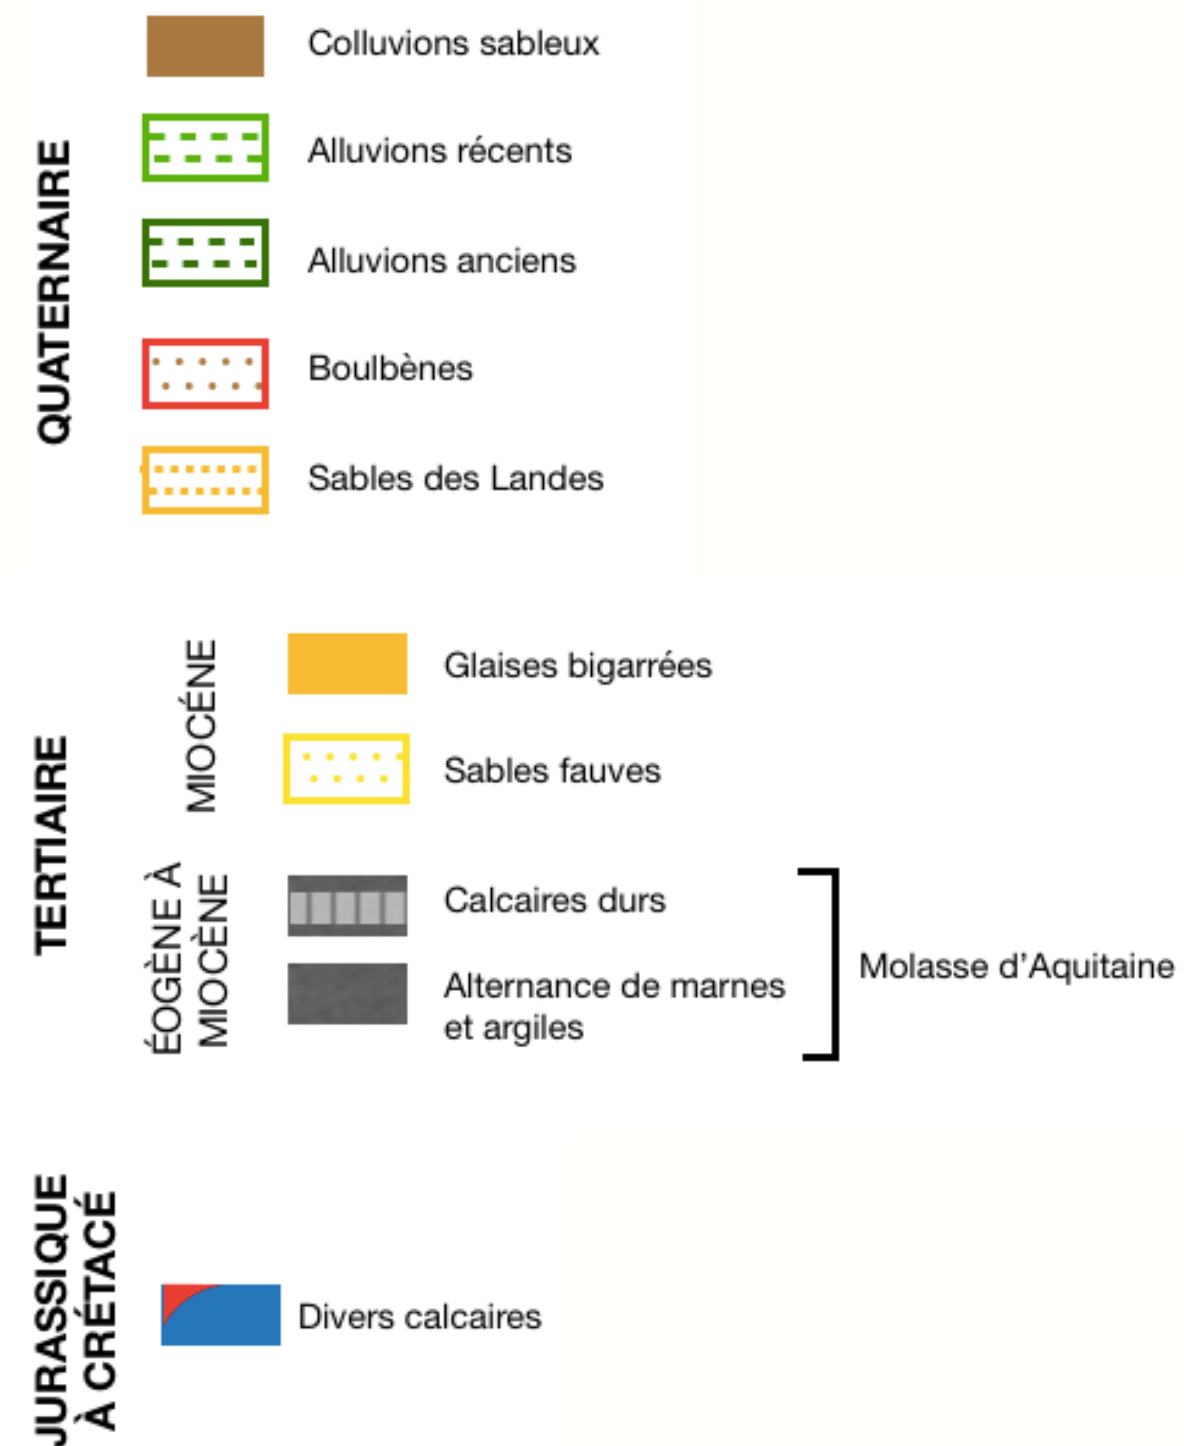 QUATERNAIRE
Colluvions sableux
Alluvions récents
Alluvions anciens
Boulbènes
Sables des Landes
TERTIAIRE
MIOCÉNE
Glaises bigarrées
Sables fauves
ÉOGÈNE À
MIOCÈNE
Calcaires durs
Alternance de marnes
et argiles
Molasse d’Aquitaine
JURASSIQUE
À CRÉTACÉ
Divers calcaires